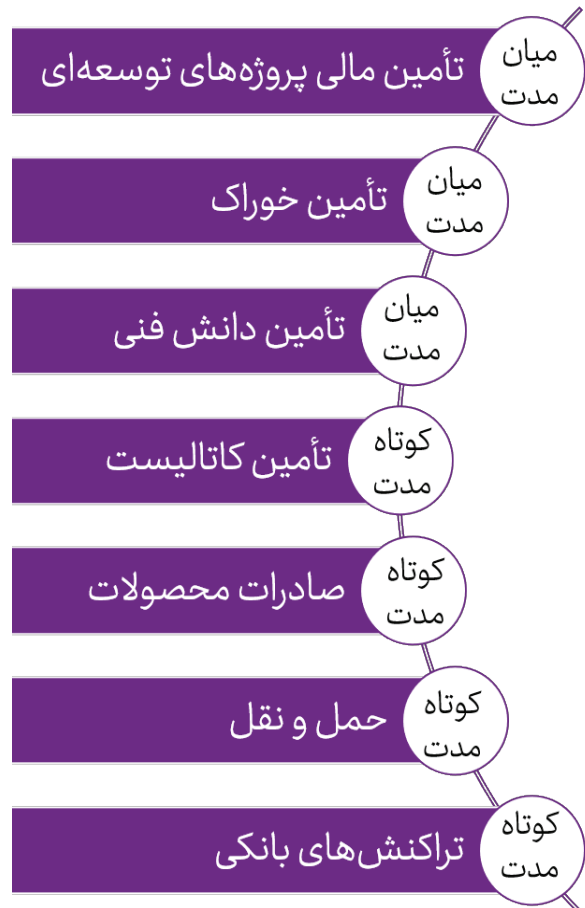 میان
مدت
تأمین مالی پروژه‌های توسعه‌ای
میان
مدت
تأمین خوراک
میان
مدت
تأمین دانش فنی
کوتاه
مدت
تأمین کاتالیست
کوتاه
مدت
صادرات محصولات
کوتاه
مدت
حمل و نقل
کوتاه
مدت
تراکنش‌های بانکی